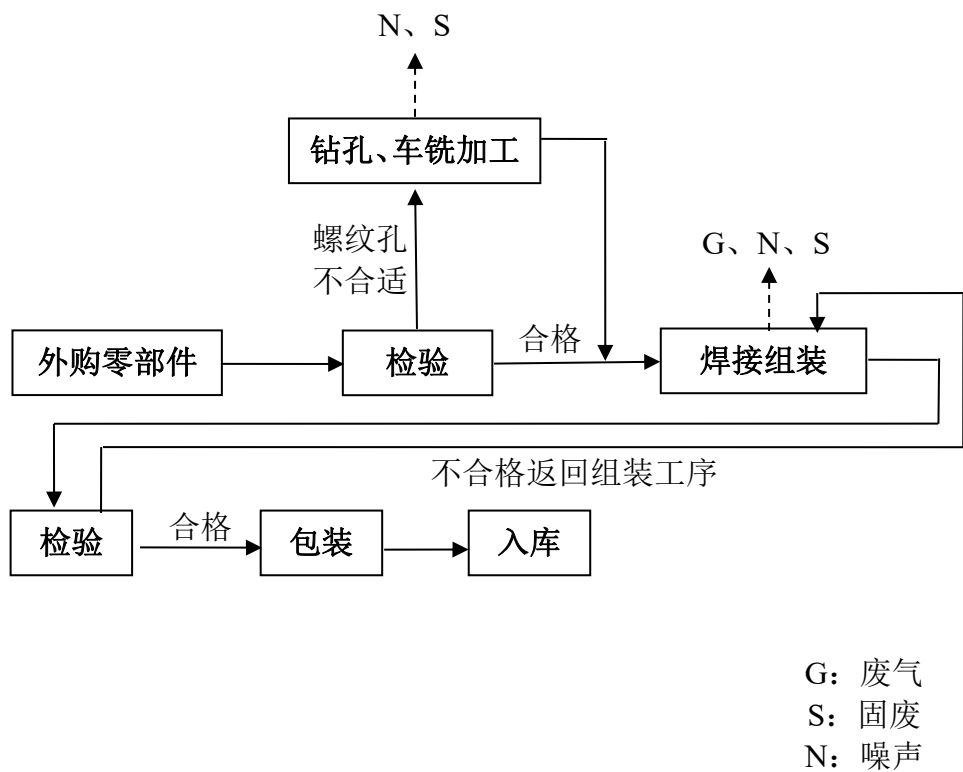 N、S
钻孔、车铣加工
螺纹孔
不合适
G、N、S
外购零部件
检验
合格
焊接组装
不合格返回组装工序
检验
合格
包装
入库
G：废气
S：固废
N：噪声